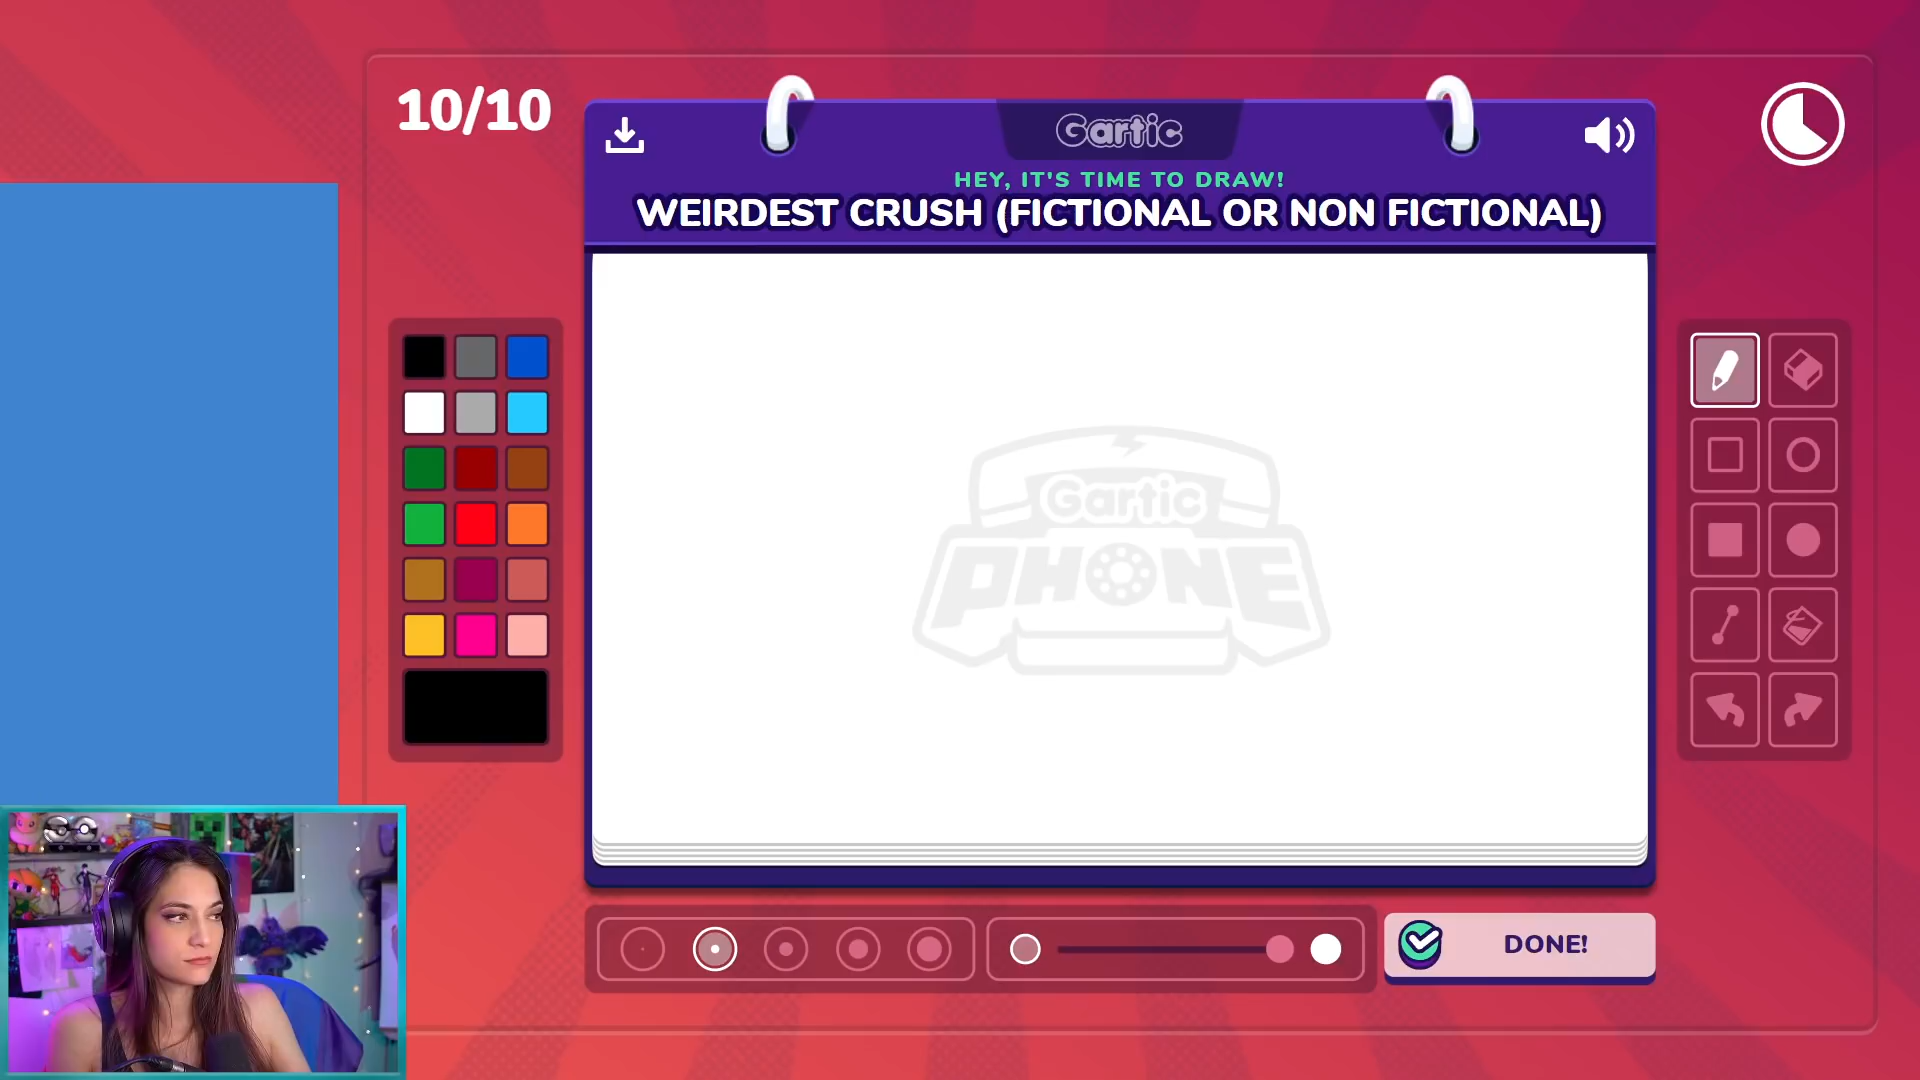 10/10
Gartic
HEY, IT'S TIME TO DRAW!
WEIRDEST CRUSH (FICTIONAL OR NON FICTIONAL)
Gartic
PHONE
DONE!